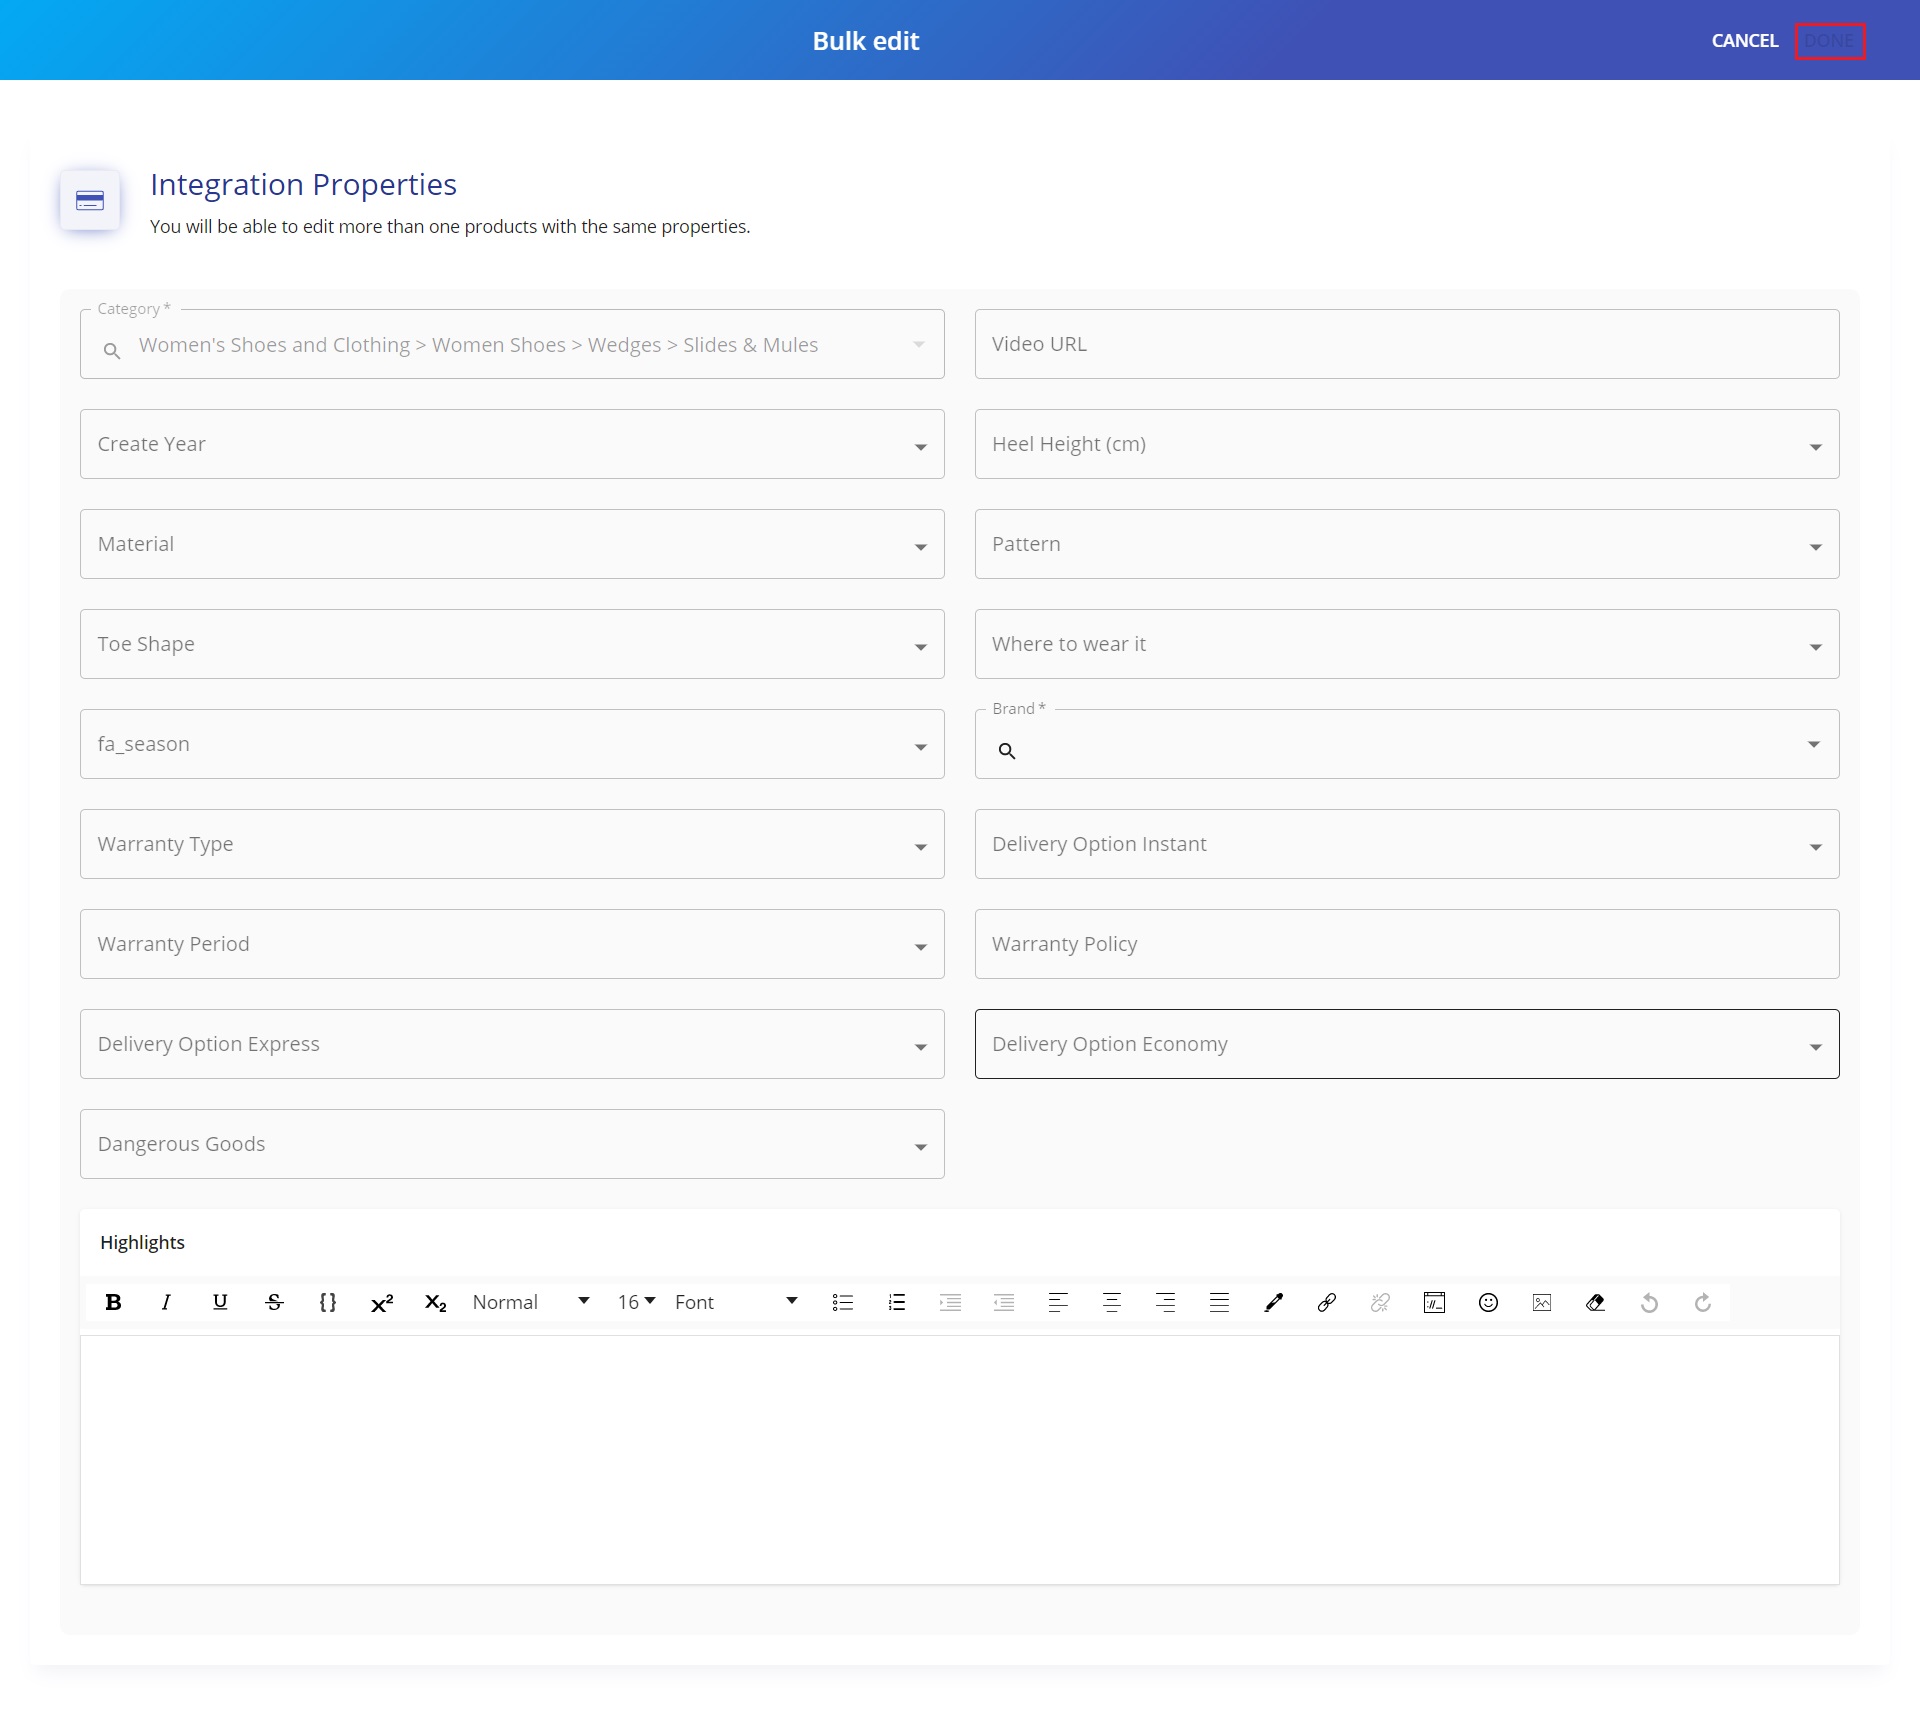 Bulk edit
CANCEL DONE
Integration Properties
You will be able to edit more than one products with the same properties.
Category *
Women's Shoes and Clothing > Women Shoes > Wedges > Slides & Mules
Video URL
Create Year
Heel Height (cm)
Material
Pattern
Toe Shape
Where to wear it
fa_season
Brand *
Warranty Type
Delivery Option Instant
Warranty Period
Warranty Policy
Delivery Option Express
Delivery Option Economy
Dangerous Goods
Highlights
B I U S {} x² X₂ Normal 16 Font